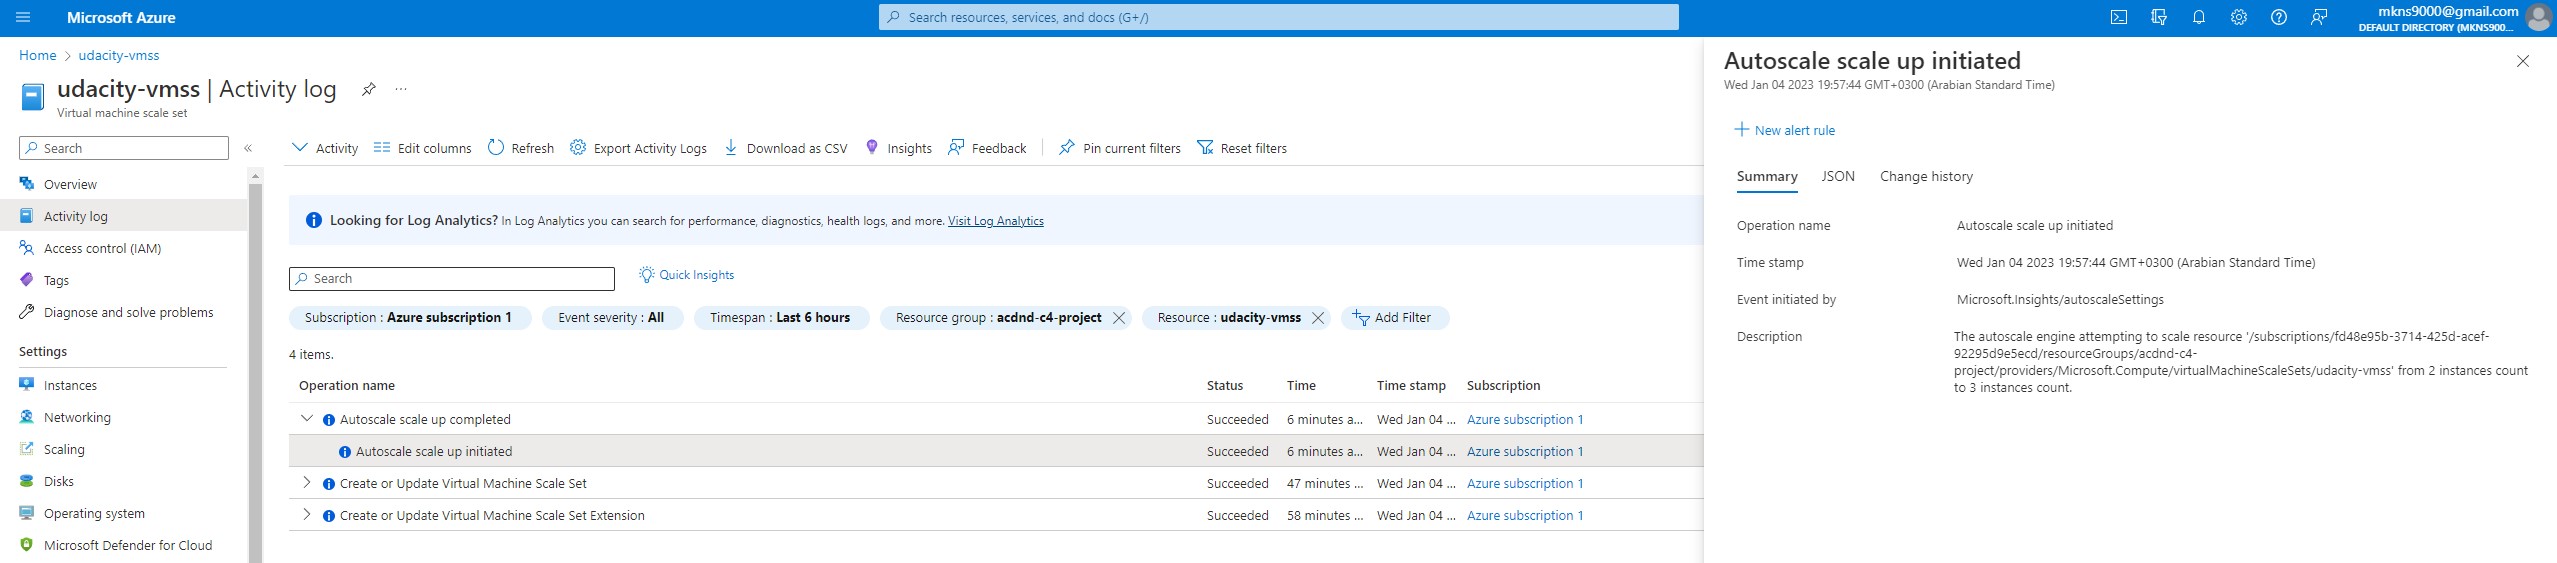 Microsoft Azure
Search resources, services, and docs (G+/)
mkns9000@gmail.com
DEFAULT DIRECTORY (MKNS900...
Home > udacity-vmss
udacity-vmss | Activity log ...
Virtual machine scale set
Search
Overview
Activity log
Access control (IAM)
Tags
Diagnose and solve problems
Settings
Instances
Networking
Scaling
Disks
Operating system
Microsoft Defender for Cloud
Activity Edit columns Refresh Export Activity Logs Download as CSV Insights Feedback Pin current filters Reset filters
Looking for Log Analytics? In Log Analytics you can search for performance, diagnostics, health logs, and more. Visit Log Analytics
Search Quick Insights
Subscription : Azure subscription 1 Event severity : All Timespan : Last 6 hours Resource group : acdnd-c4-project Resource : udacity-vmss Add Filter
4 items.
Operation name Status Time Time stamp Subscription
Autoscale scale up completed Succeeded 6 minutes a... Wed Jan 04 ... Azure subscription 1
Autoscale scale up initiated Succeeded 6 minutes a... Wed Jan 04 ... Azure subscription 1
Create or Update Virtual Machine Scale Set Succeeded 47 minutes ... Wed Jan 04 ... Azure subscription 1
Create or Update Virtual Machine Scale Set Extension Succeeded 58 minutes ... Wed Jan 04 ... Azure subscription 1
Autoscale scale up initiated
Wed Jan 04 2023 19:57:44 GMT+0300 (Arabian Standard Time)
New alert rule
Summary JSON Change history
Operation name Autoscale scale up initiated
Time stamp Wed Jan 04 2023 19:57:44 GMT+0300 (Arabian Standard Time)
Event initiated by Microsoft.Insights/autoscaleSettings
Description The autoscale engine attempting to scale resource '/subscriptions/fd48e95b-3714-425d-acef-
92295d9e5ecd/resourceGroups/acdnd-c4-
project/providers/Microsoft.Compute/virtualMachineScaleSets/udacity-vmss' from 2 instances count
to 3 instances count.